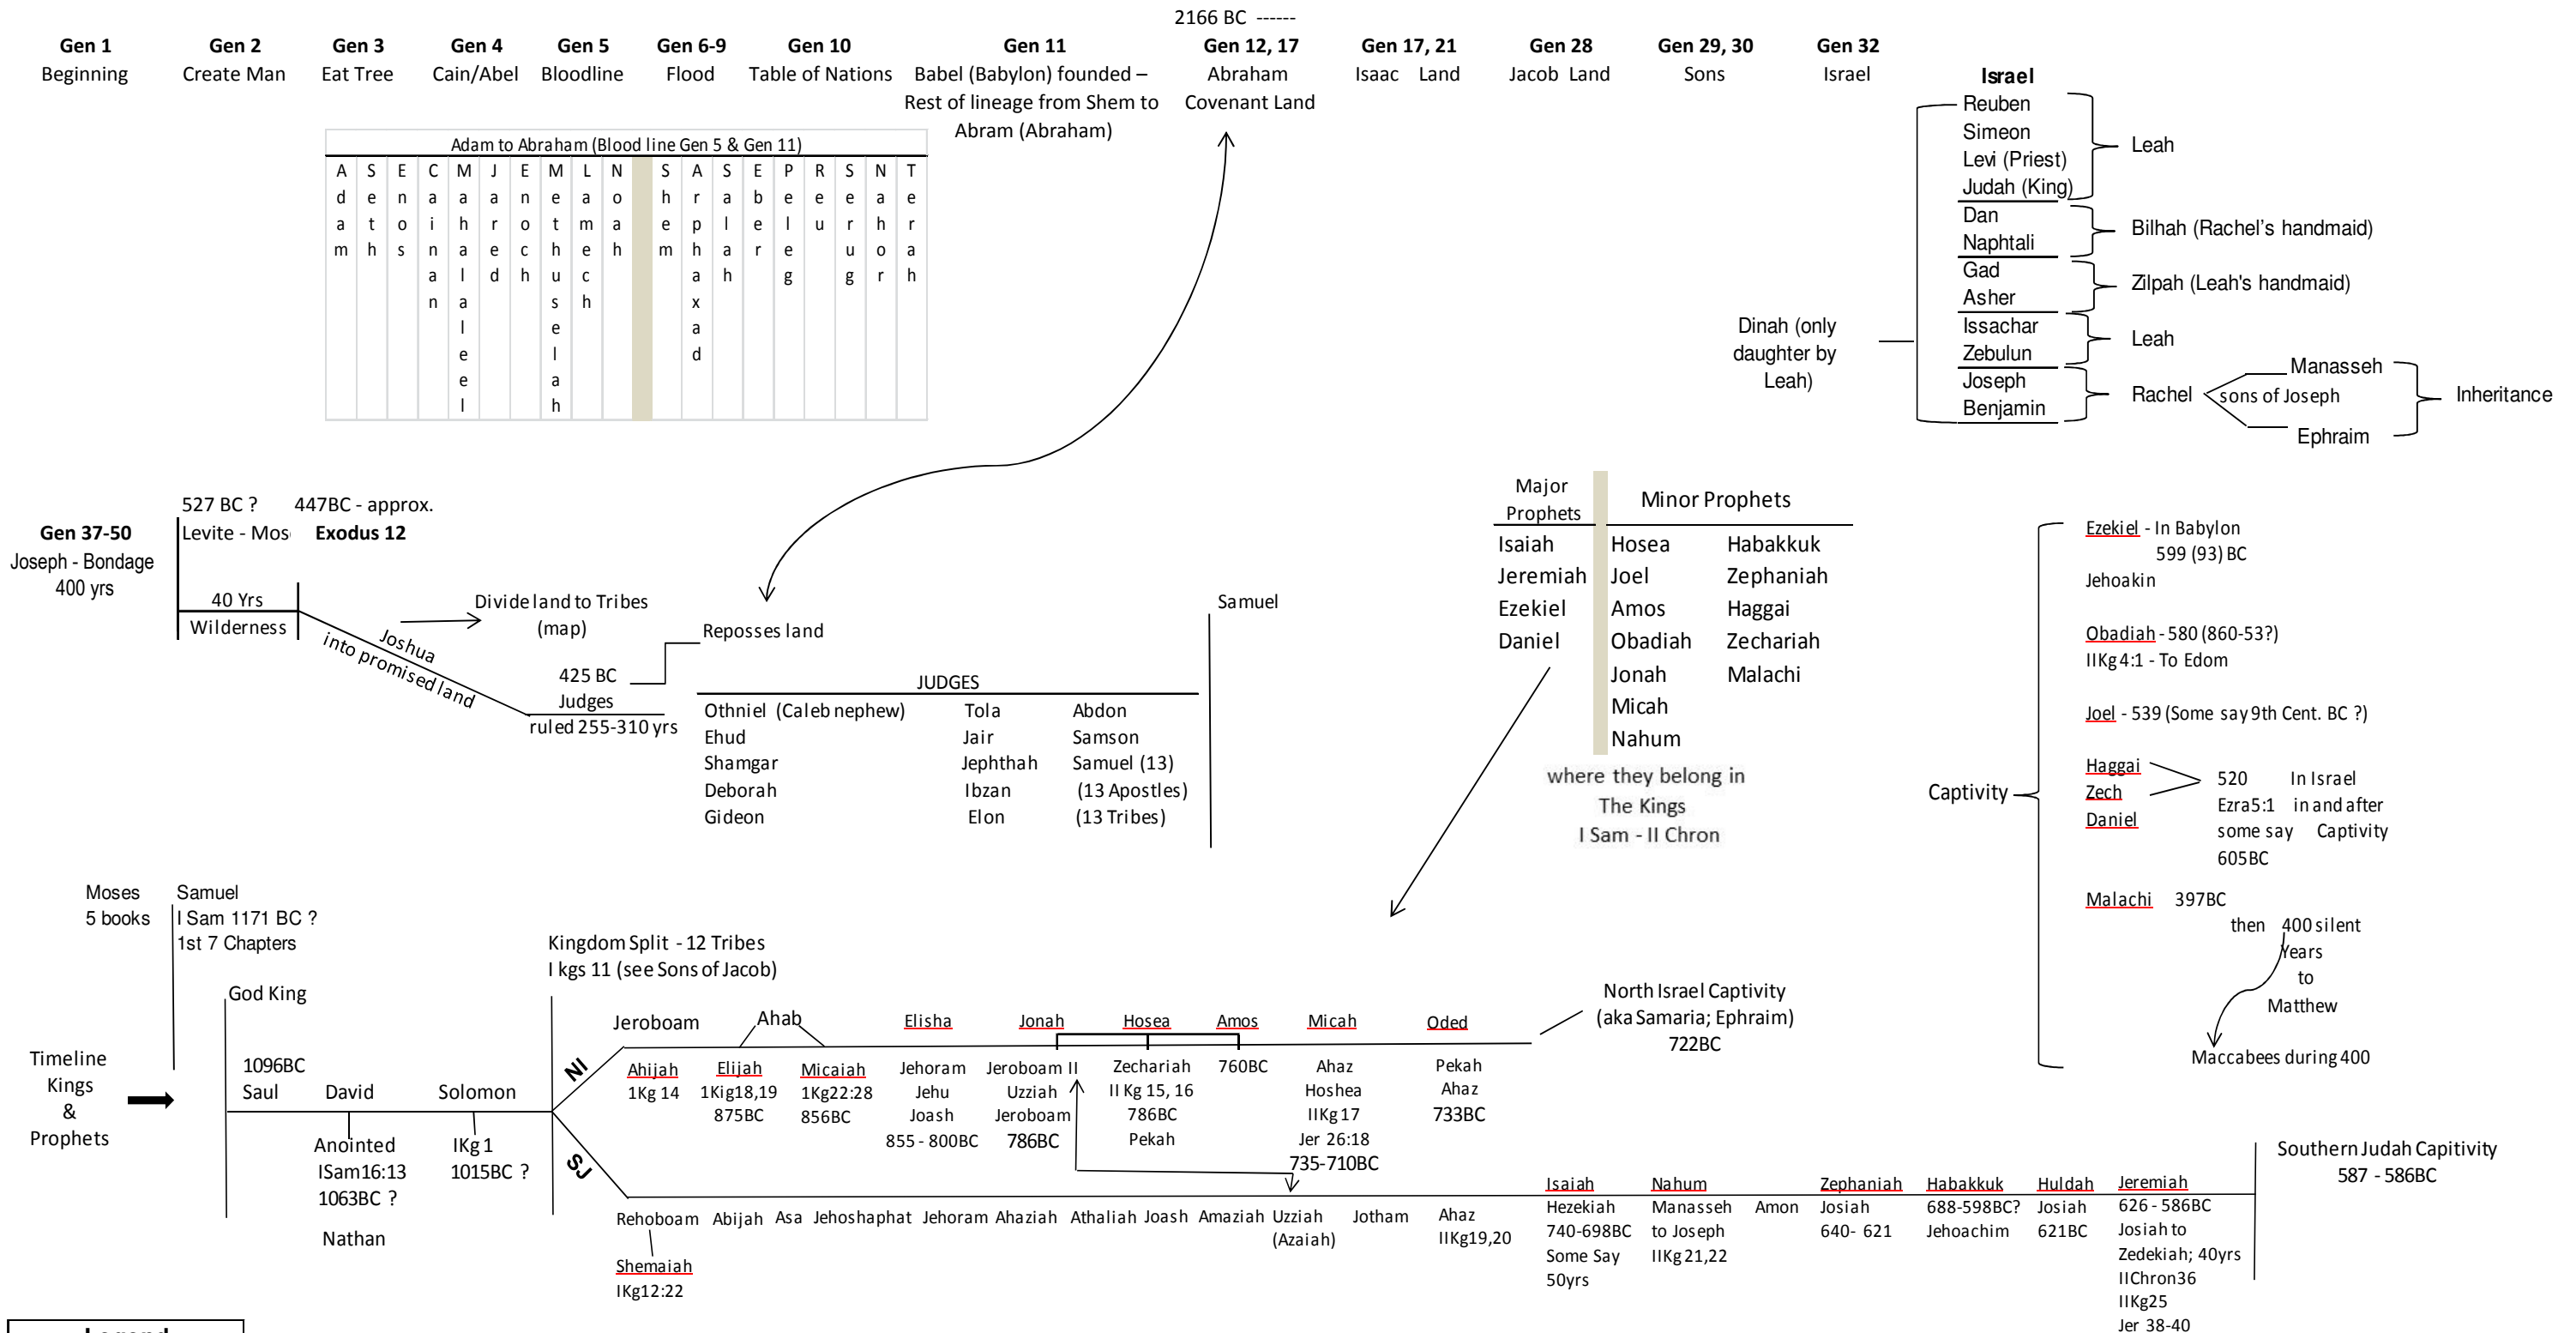 2166 BC ------
Gen 1 Gen 2 Gen 3 Gen 4 Gen 5 Gen 6-9 Gen 10 Gen 11 Gen 12, 17 Gen 17, 21 Gen 28 Gen 29, 30 Gen 32
Beginning Create Man Eat Tree Cain/Abel Bloodline Flood Table of Nations Babel (Babylon) founded – Abraham Isaac Land Jacob Land Sons Israel
Rest of lineage from Shem to Covenant Land
Abram (Abraham)
Adam to Abraham (Blood line Gen 5 & Gen 11)
Adam
Seth
Enos
Cainan
Mahalaleel
Jared
Enoch
Methuselah
Lamech
Noah
Shem
Arphaxad
Salah
Eber
Peleg
Reu
Serug
Nahor
Terah
Israel
Reuben
Simeon
Levi (Priest)
Judah (King)
Leah
Dan
Naphtali
Bilhah (Rachel's handmaid)
Gad
Asher
Zilpah (Leah's handmaid)
Issachar
Zebulun
Leah
Joseph
Benjamin
Rachel
Manasseh
sons of Joseph
Ephraim
Inheritance
Dinah (only
daughter by
Leah)
Gen 37-50
Joseph - Bondage
400 yrs
527 BC ? 447BC - approx.
Levite - Mos Exodus 12
40 Yrs
Wilderness
Joshua
into promised land
Divide land to Tribes
(map)
425 BC
Judges
ruled 255-310 yrs
Reposses land
JUDGES
Othniel (Caleb nephew) Tola Abdon
Ehud Jair Samson
Shamgar Jephthah Samuel (13)
Deborah Ibzan (13 Apostles)
Gideon Elon (13 Tribes)
Samuel
Major
Prophets
Minor Prophets
Isaiah Hosea Habakkuk
Jeremiah Joel Zephaniah
Ezekiel Amos Haggai
Daniel Obadiah Zechariah
Jonah Malachi
Micah
Nahum
where they belong in
The Kings
I Sam - II Chron
Captivity
Ezekiel - In Babylon
599 (93) BC
Jehoakin
Obadiah - 580 (860-53?)
IIKg 4:1 - To Edom
Joel - 539 (Some say 9th Cent. BC ?)
Haggai
Zech
Daniel
520 In Israel
Ezra5:1 in and after
some say Captivity
605BC
Malachi 397BC
then 400 silent
Years
to
Matthew
Maccabees during 400
Moses
5 books
Samuel
I Sam 1171 BC ?
1st 7 Chapters
God King
Timeline
Kings
&
Prophets
1096BC
Saul David Solomon
Anointed
ISam16:13
1063BC ?
Nathan
IKg 1
1015BC ?
Kingdom Split - 12 Tribes
I kgs 11 (see Sons of Jacob)
NI
SJ
Jeroboam Ahab Elisha Jonah Hosea Amos Micah Oded
Ahijah
1Kg 14
Elijah
1Kig18,19
875BC
Micaiah
1Kg22:28
856BC
Jehoram
Jehu
Joash
855 - 800BC
Jeroboam II
Uzziah
Jeroboam
786BC
Zechariah
II Kg 15, 16
786BC
Pekah
760BC
Ahaz
Hoshea
IIKg17
Jer 26:18
735-710BC
Pekah
Ahaz
733BC
North Israel Captivity
(aka Samaria; Ephraim)
722BC
Rehoboam Abijah Asa Jehoshaphat Jehoram Ahaziah Athaliah Joash Amaziah Uzziah Jotham Ahaz
(Azaiah) IIKg19,20
Shemaiah
IKg12:22
Isaiah
Hezekiah
740-698BC
Some Say
50yrs
Nahum
Manasseh
to Joseph
IIKg 21,22
Amon
Zephaniah
Josiah
640- 621
Habakkuk
688-598BC?
Jehoachim
Huldah
Josiah
621BC
Jeremiah
626 - 586BC
Josiah to
Zedekiah; 40yrs
IIChron36
IIKg25
Jer 38-40
Southern Judah Capitivity
587 - 586BC